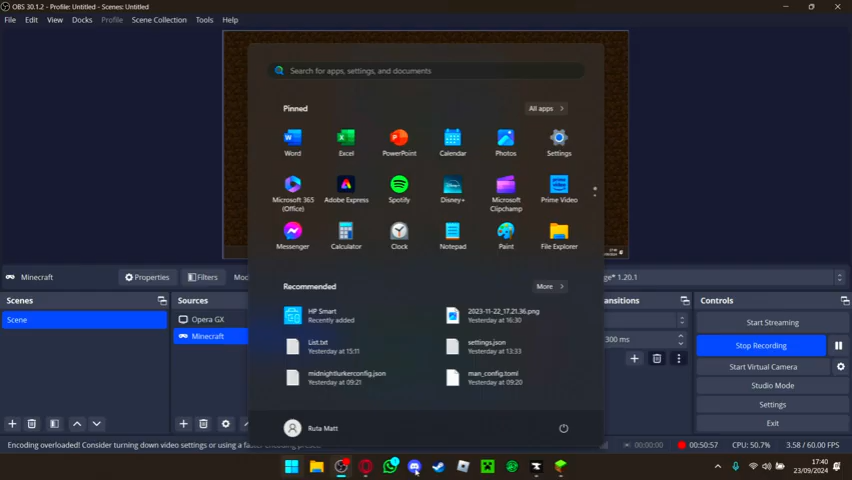 OBS 30.1.2 - Profile: Untitled - Scenes: Untitled
File Edit View Docks Profile Scene Collection Tools Help
Search for apps, settings, and documents
Pinned
All apps
Word Excel PowerPoint Calendar Photos Settings
Microsoft 365 (Office) Adobe Express Spotify Disney+ Microsoft Clipchamp Prime Video
Messenger Calculator Clock Notepad Paint File Explorer
Recommended
More
HP Smart
Recently added
2023-11-22_17.21.36.png
Yesterday at 16:30
List.txt
Yesterday at 15:11
settings.json
Yesterday at 13:33
midnightlurkerconfig.json
Yesterday at 09:21
man_config.toml
Yesterday at 09:20
Ruta Matt
Minecraft
Properties
Filters
Mod
1.20.1
Scenes
Scene
Sources
Opera GX
Minecraft
ansitions
300 ms
Controls
Start Streaming
Stop Recording
Start Virtual Camera
Studio Mode
Settings
Exit
Encoding overloaded! Consider turning down video settings or using a faster encoding preset.
00:00:00
00:50:57
CPU: 50.7%
3.58 / 60.00 FPS
17:40
23/09/2024